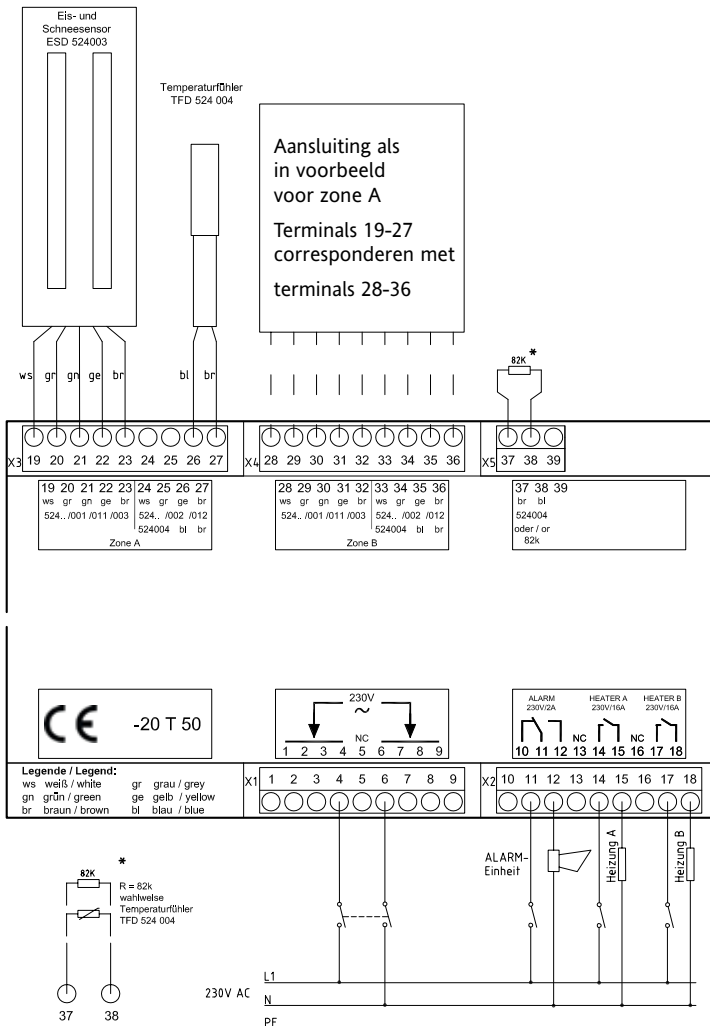 Eis- und
Schneesensor
ESD 524003
Temperaturfühler
TFD 524 004
Aansluiting als
in voorbeeld
voor zone A
Terminals 19-27
corresponderen met
terminals 28-36
82K *
ws gr gn ge br bl br
X3 19 20 21 22 23 24 25 26 27
X4 28 29 30 31 32 33 34 35 36
X5 37 38 39
19 20 21 22 23 24 25 26 27
ws gr gn ge br ws gr ge br
524.. /001 /011 /003 524.. /002 /012
524004 bl br
Zone A
28 29 30 31 32 33 34 35 36
ws gr gn ge br ws gr ge br
524.. /001 /011 /003 524.. /002 /012
524004 bl br
Zone B
37 38 39
br bl
524004
oder / or
82k
CE -20 T 50
230V
~
NC
1 2 3 4 5 6 7 8 9
ALARM HEATER A HEATER B
230V/2A 230V/16A 230V/16A
NC NC
10 11 12 13 14 15 16 17 18
Legende / Legend:
ws weiß / white gr grau / grey
gn grün / green ge gelb / yellow
br braun / brown bl blau / blue
X1 1 2 3 4 5 6 7 8 9
X2 10 11 12 13 14 15 16 17 18
ALARM-
Einheit
Heizung A
Heizung B
*
82K
R = 82k
wahlweise
Temperaturfühler
TFD 524 004
37 38
230V AC
L1
N
PE